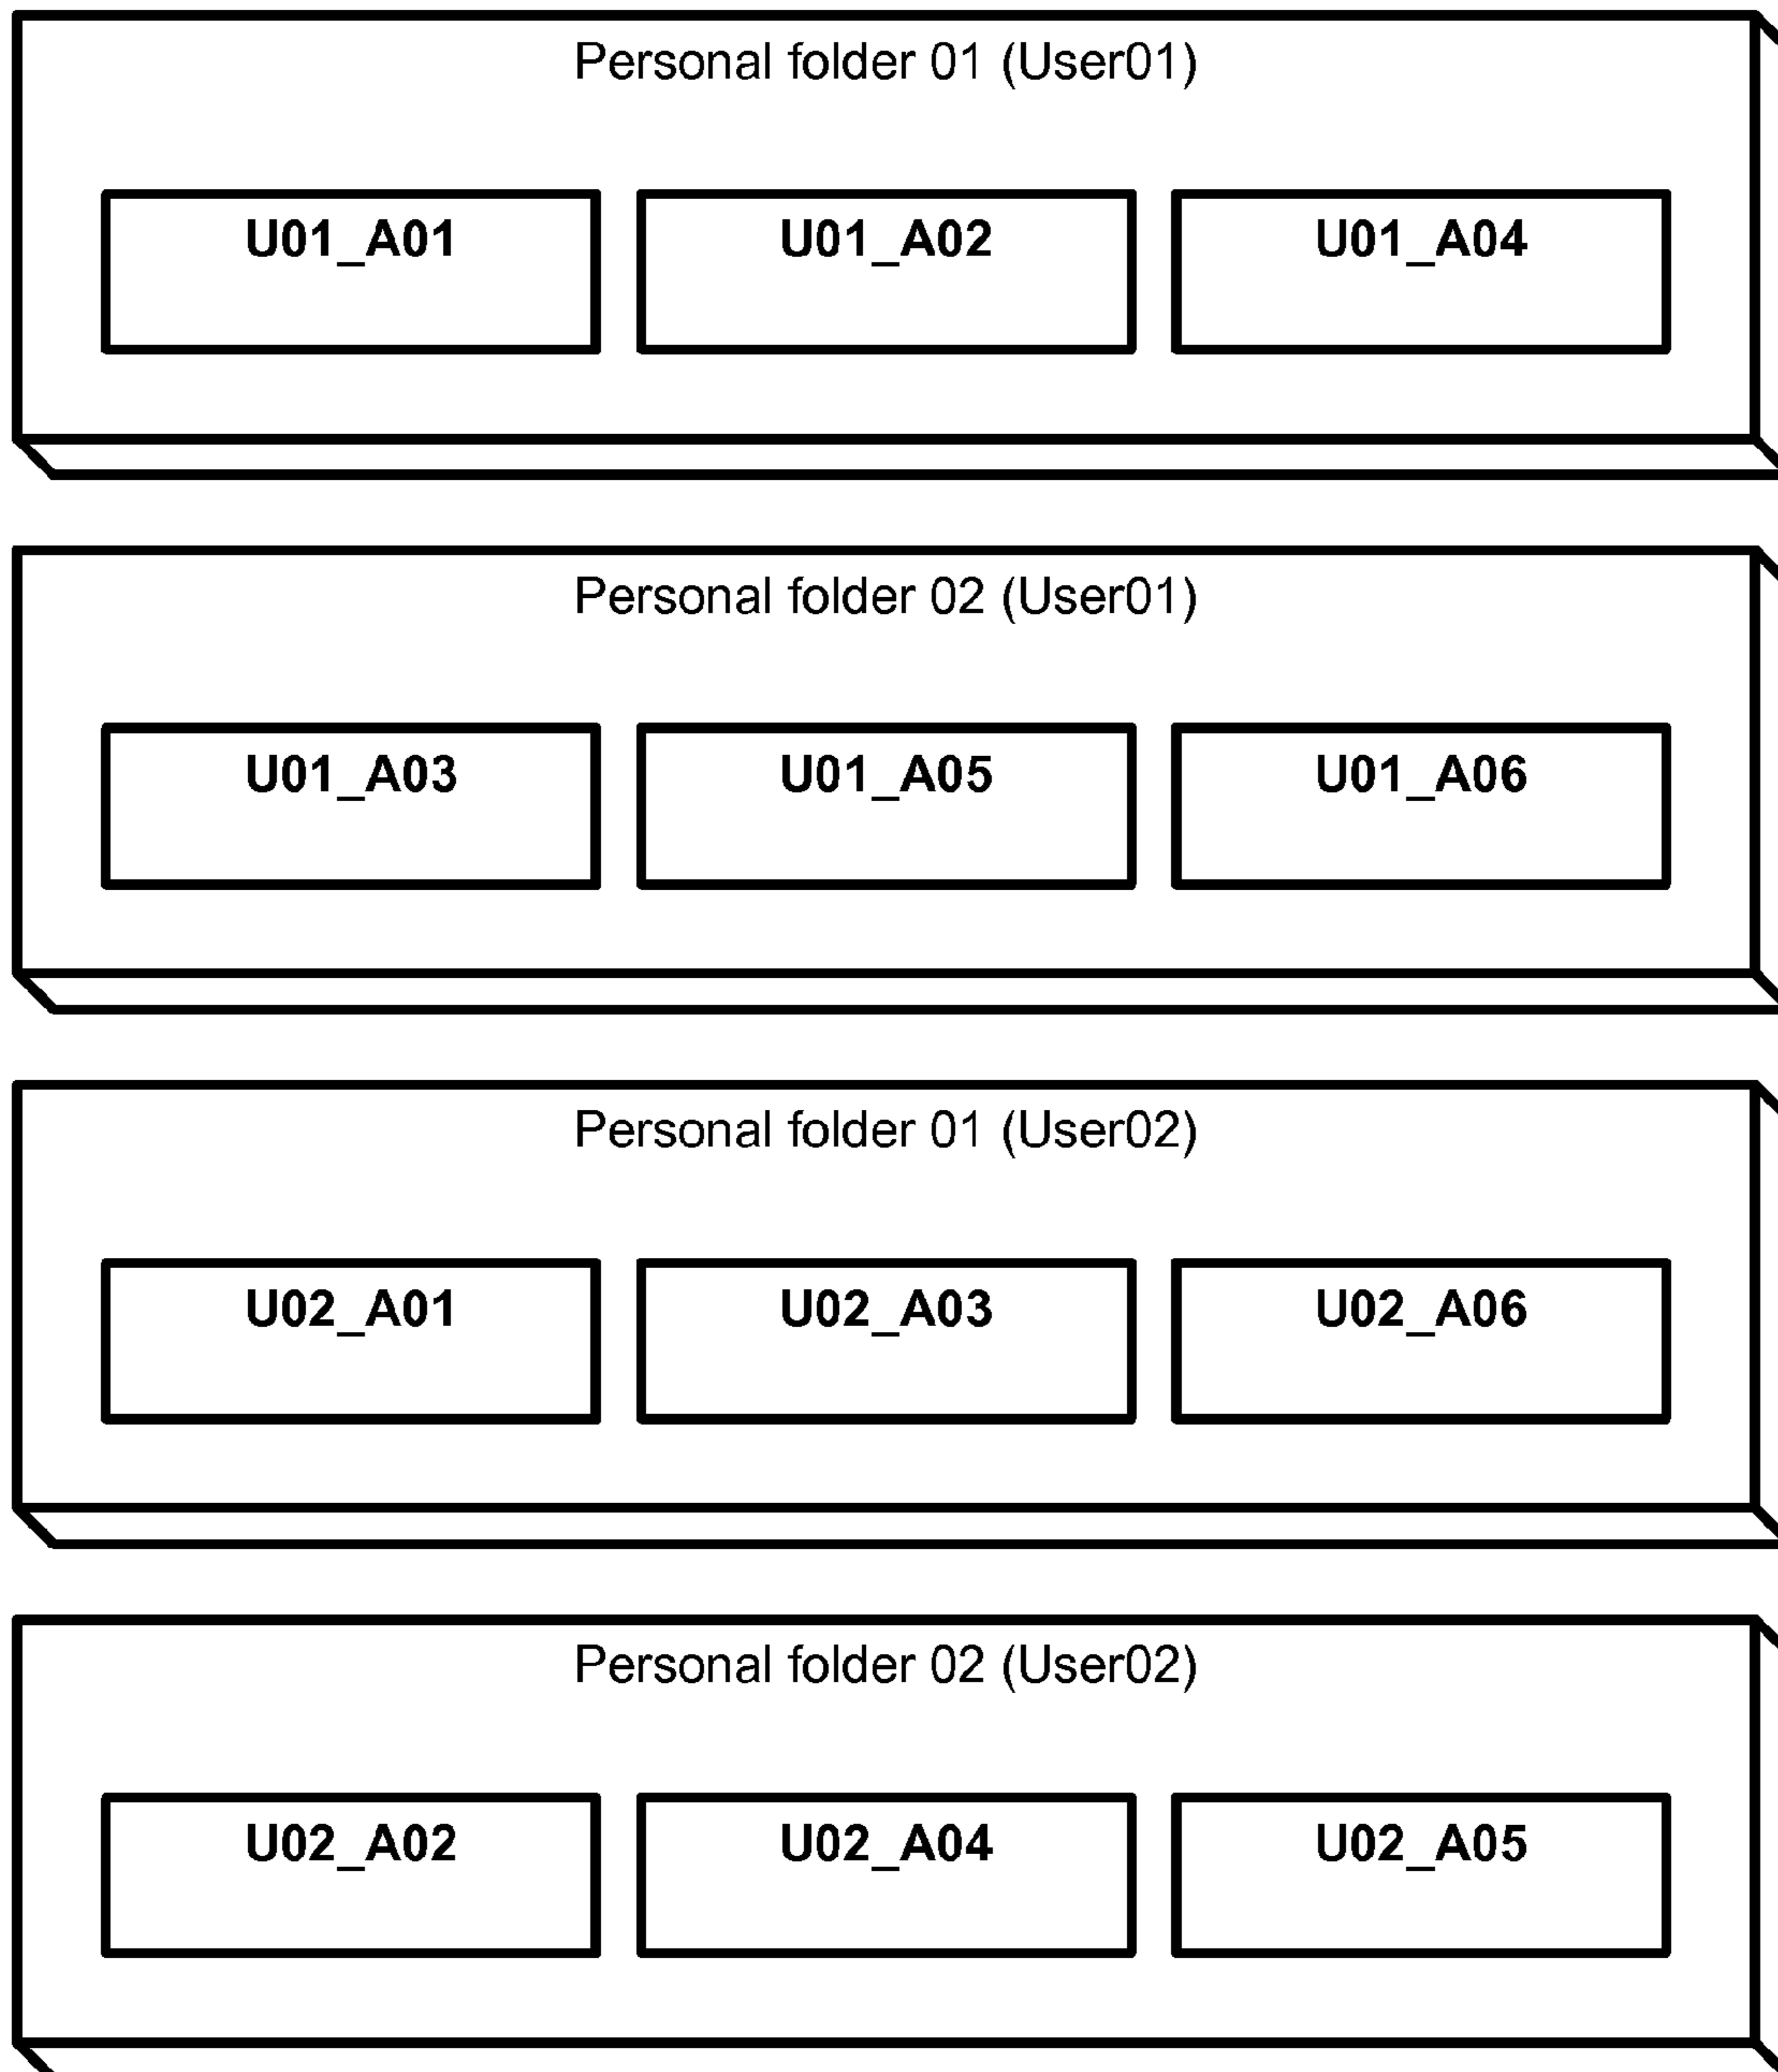 Personal folder 01 (User01)
U01_A01 U01_A02 U01_A04
Personal folder 02 (User01)
U01_A03 U01_A05 U01_A06
Personal folder 01 (User02)
U02_A01 U02_A03 U02_A06
Personal folder 02 (User02)
U02_A02 U02_A04 U02_A05